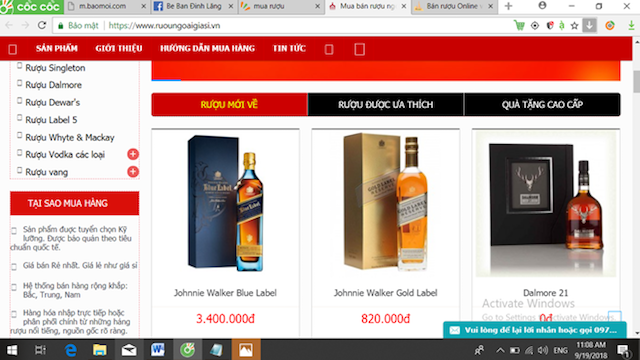 cốc cốc
m.baomoi.com
Be Ban Đình Lãng
mua rượu
Mua bán rượu ng
Bán rượu Online
Bảo mật
https://www.ruoungoaigiasi.vn
SẢN PHẨM
GIỚI THIỆU
HƯỚNG DẪN MUA HÀNG
TIN TỨC
Rượu Singleton
Rượu Dalmore
Rượu Dewar's
Rượu Label 5
Rượu Whyte & Mackay
Rượu Vodka các loại
Rượu vang
TẠI SAO MUA HÀNG
Sản phẩm được tuyển chọn Kỹ
lưỡng. Được bảo quản theo tiêu
chuẩn quốc tế.
Giá bán Rẻ nhất. Giá lẻ như giá sỉ
Hệ thống bán hàng rộng khắp:
Bắc, Trung, Nam
Hàng hóa nhập trực tiếp hoặc
phân phối chính từ những hãng
rượu nổi tiếng, nguồn gốc rõ ràng.
RƯỢU MỚI VỀ
RƯỢU ĐƯỢC ƯA THÍCH
QUÀ TẶNG CAO CẤP
Johnnie Walker Blue Label
3.400.000đ
Johnnie Walker Gold Label
820.000đ
Dalmore 21
0đ
Activate Windows
Go to Settings to activate Windows.
Vui lòng để lại lời nhắn hoặc gọi 097...
11:08 AM
9/19/2018